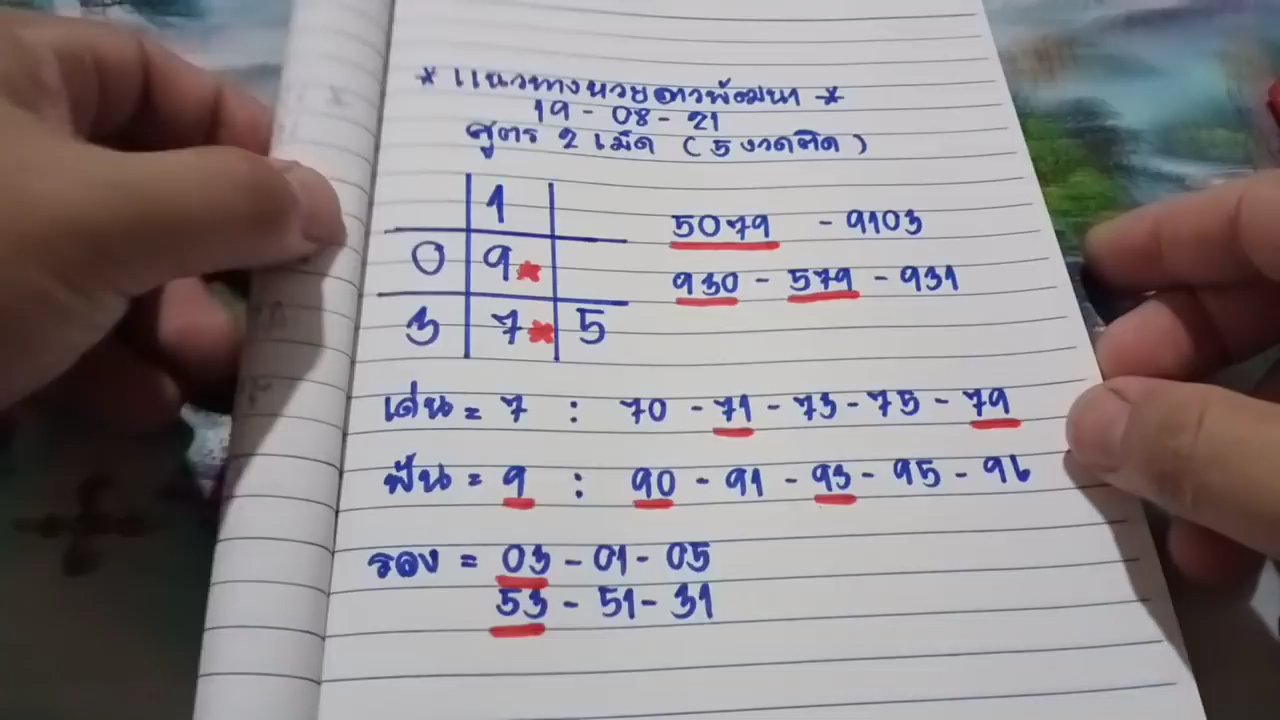 * แนวทางหวยลาวพัฒนา *
19 - 08 - 21
สูตร 2 เม็ด ( 5 งวดติด )
1
0 9* 5079 - 9103
930 - 579 - 931
3 7* 5
เด่น = 7 : 70 - 71 - 73 - 75 - 79
ฟัน = 9 : 90 - 91 - 93 - 95 - 96
รอง = 03 - 01 - 05
53 - 51 - 31